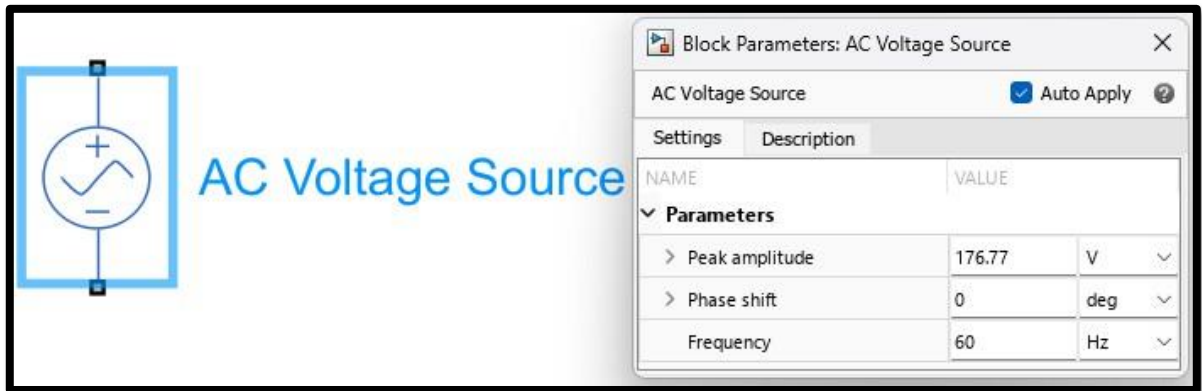 AC Voltage Source
Block Parameters: AC Voltage Source
AC Voltage Source Auto Apply
Settings Description
NAME VALUE
Parameters
Peak amplitude 176.77 V
Phase shift 0 deg
Frequency 60 Hz